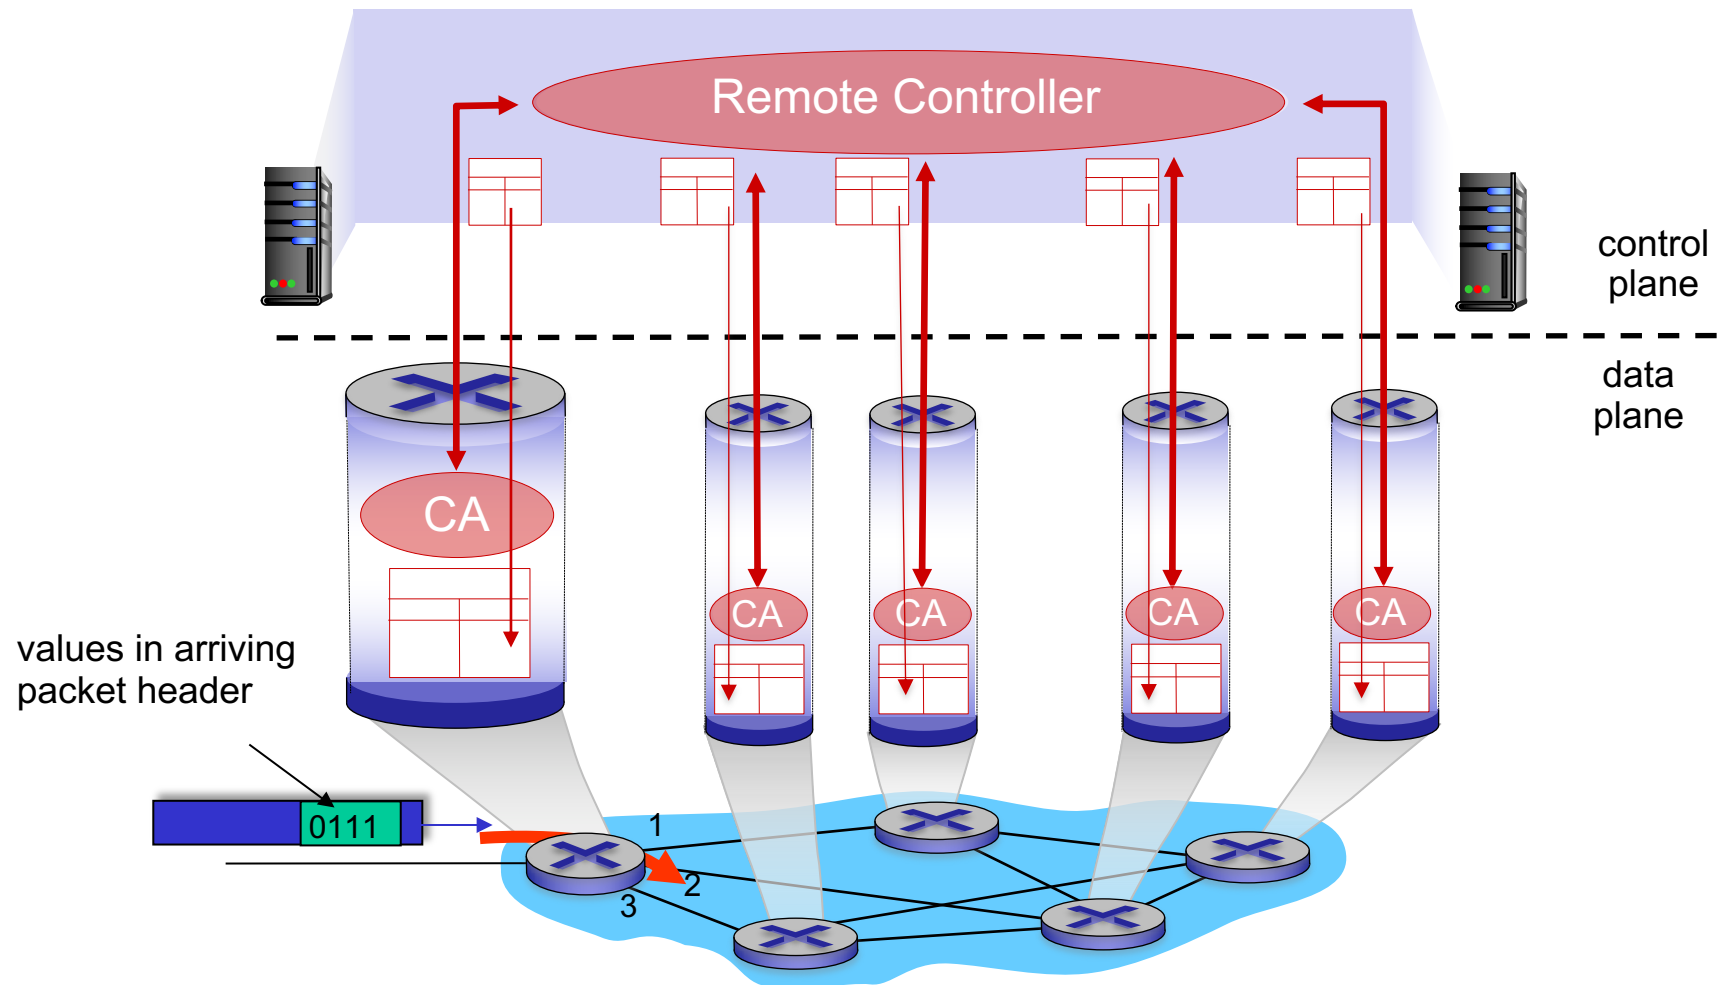 Remote Controller
control
plane
data
plane
CA
CA
CA
CA
CA
values in arriving
packet header
0111
1
2
3